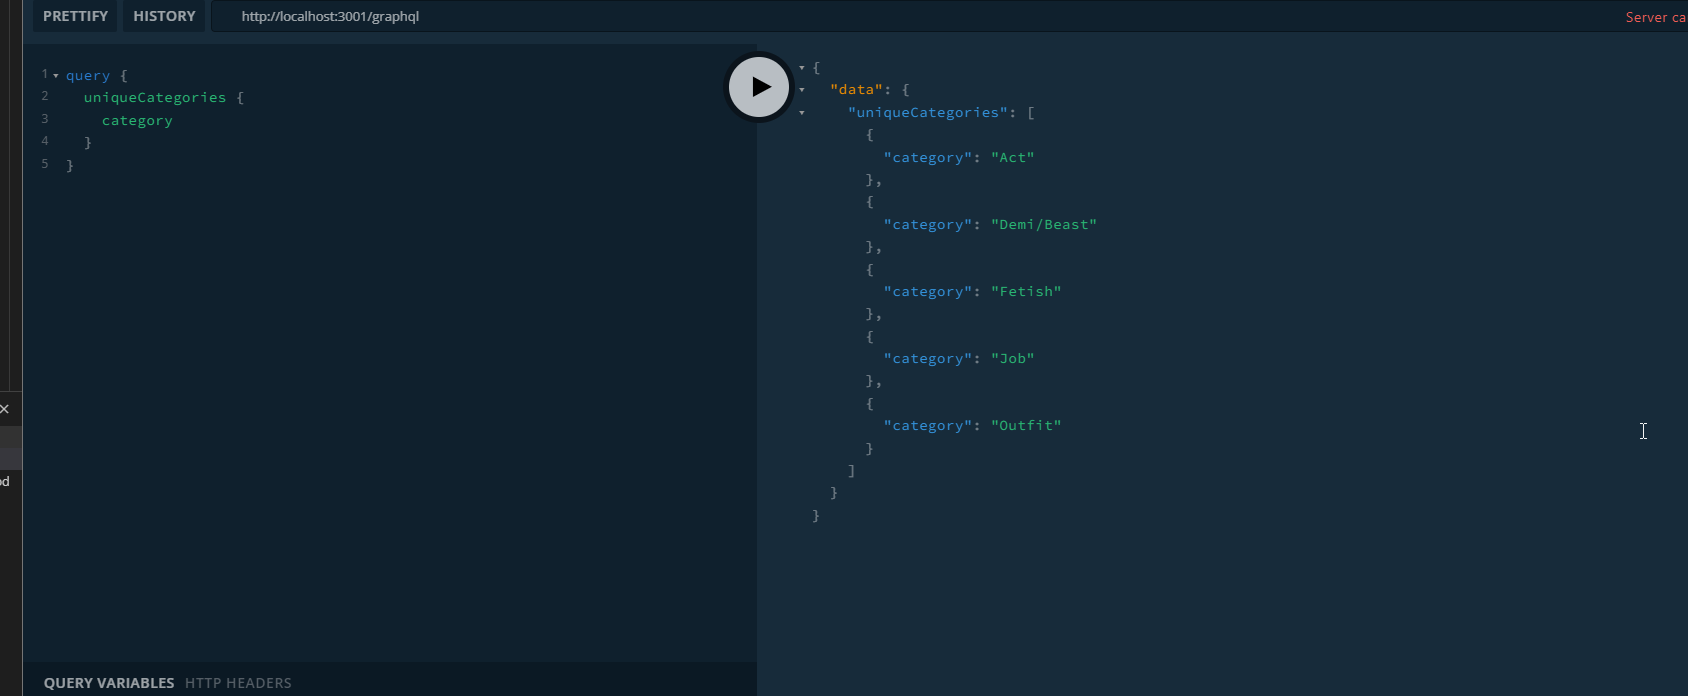 PRETTIFY HISTORY http://localhost:3001/graphql Server ca
1 query {
2 uniqueCategories {
3 category
4 }
5 }
{
"data": {
"uniqueCategories": [
{
"category": "Act"
},
{
"category": "Demi/Beast"
},
{
"category": "Fetish"
},
{
"category": "Job"
},
{
"category": "Outfit"
}
]
}
}
od
QUERY VARIABLES HTTP HEADERS